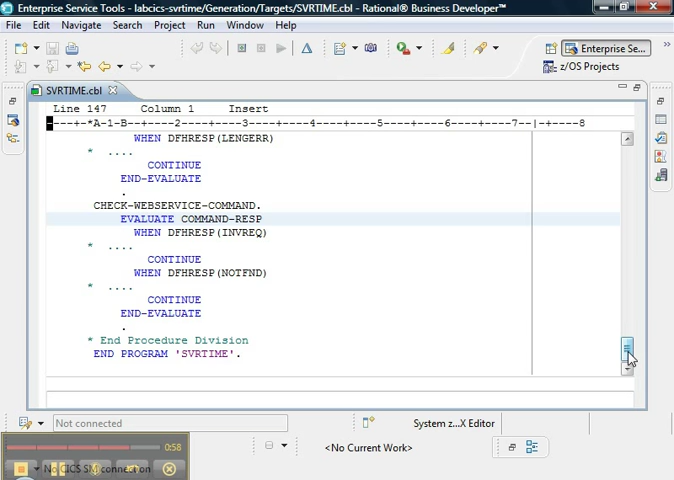 Enterprise Service Tools - labcics-svrtime/Generation/Targets/SVRTIME.cbl - Rational® Business Developer™
File Edit Navigate Search Project Run Window Help
Enterprise Se...
»
z/OS Projects
SVRTIME.cbl
Line 147 Column 1 Insert
----+-*A-1-B--+----2----+----3----+----4----+----5----+----6----+----7--|-+----8
WHEN DFHRESP(LENGERR)
* ....
CONTINUE
END-EVALUATE
.
CHECK-WEBSERVICE-COMMAND.
EVALUATE COMMAND-RESP
WHEN DFHRESP(INVREQ)
* ....
CONTINUE
WHEN DFHRESP(NOTFND)
* ....
CONTINUE
END-EVALUATE
.
* End Procedure Division
END PROGRAM 'SVRTIME'.
Not connected
System z...X Editor
0:58
<No Current Work>
No CICS SM connection